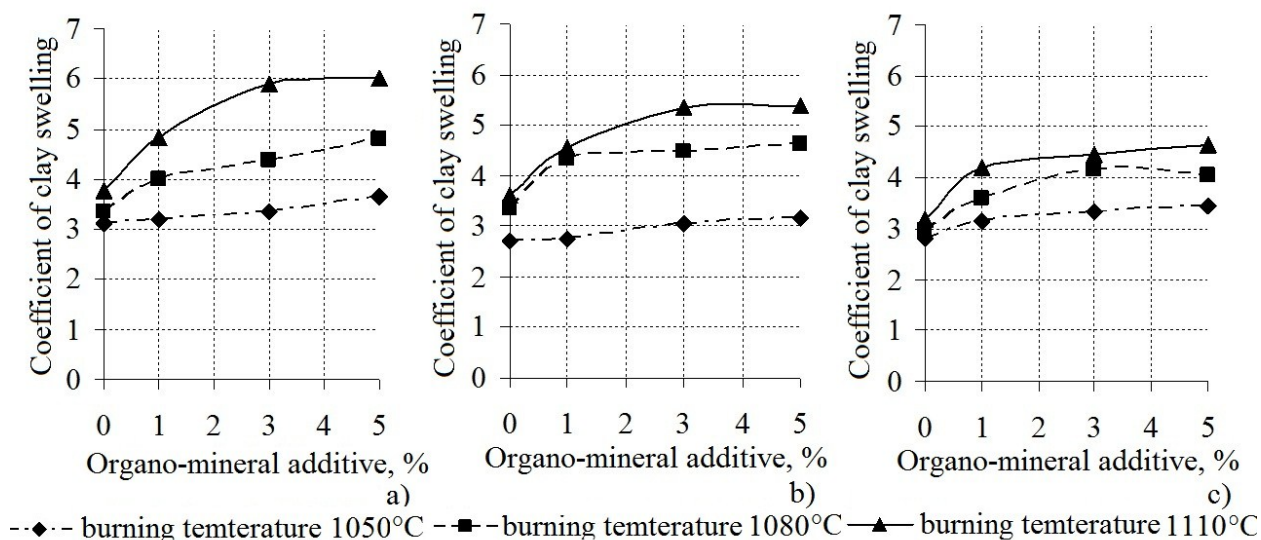 Coefficient of clay swelling
7
6
5
4
3
2
1
0
0 1 2 3 4 5
Organo-mineral additive, %
a)
Coefficient of clay swelling
7
6
5
4
3
2
1
0
0 1 2 3 4 5
Organo-mineral additive, %
b)
Coefficient of clay swelling
7
6
5
4
3
2
1
0
0 1 2 3 4 5
Organo-mineral additive, %
c)
burning temterature 1050°C
burning temterature 1080°C
burning temterature 1110°C